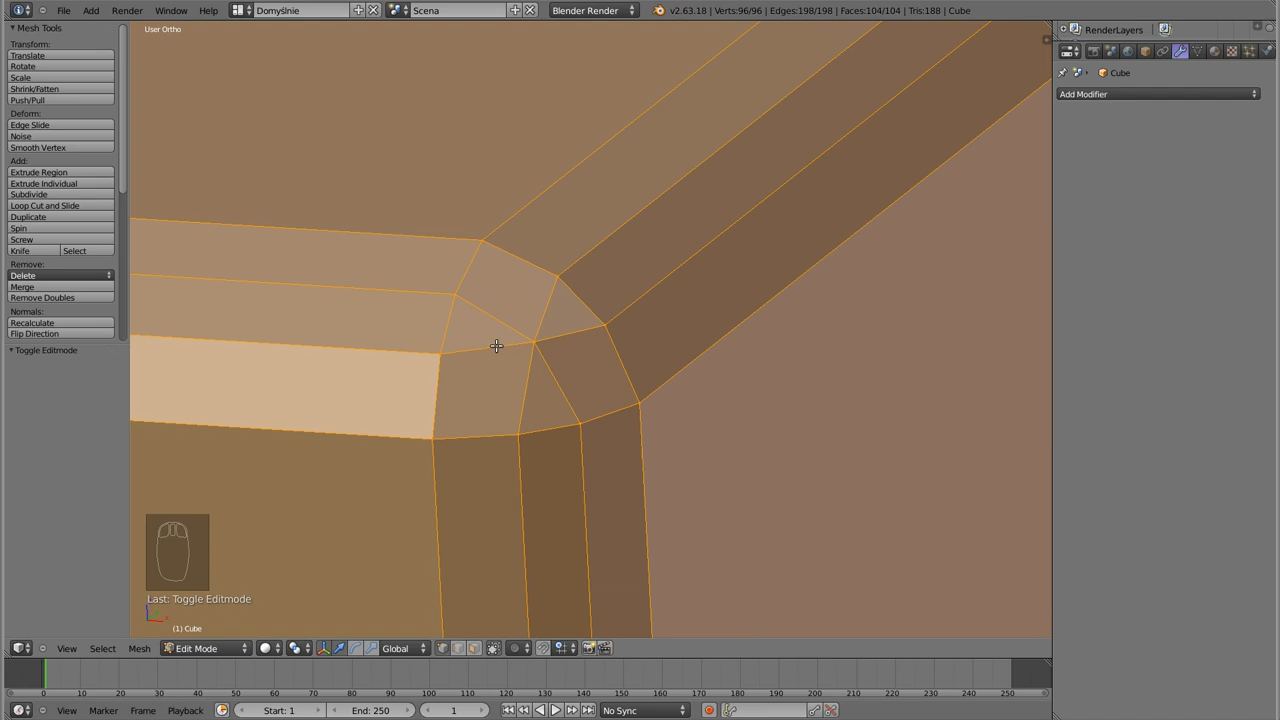 File Add Render Window Help Domyślnie Scena Blender Render v2.63.18 | Verts:96/96 | Edges:198/198 | Faces:104/104 | Tris:188 | Cube
Mesh Tools
Transform:
Translate
Rotate
Scale
Shrink/Fatten
Push/Pull
Deform:
Edge Slide
Noise
Smooth Vertex
Add:
Extrude Region
Extrude Individual
Subdivide
Loop Cut and Slide
Duplicate
Spin
Screw
Knife Select
Remove:
Delete
Merge
Remove Doubles
Normals:
Recalculate
Flip Direction
Toggle Editmode
User Ortho
Last: Toggle Editmode
(1) Cube
RenderLayers
Cube
Add Modifier
View Select Mesh Edit Mode Global
0 10 20 30 40 50 60 70 80 90 100 110 120 130 140 150 160 170 180 190 200 210 220 230 240 250
View Marker Frame Playback Start: 1 End: 250 1 No Sync